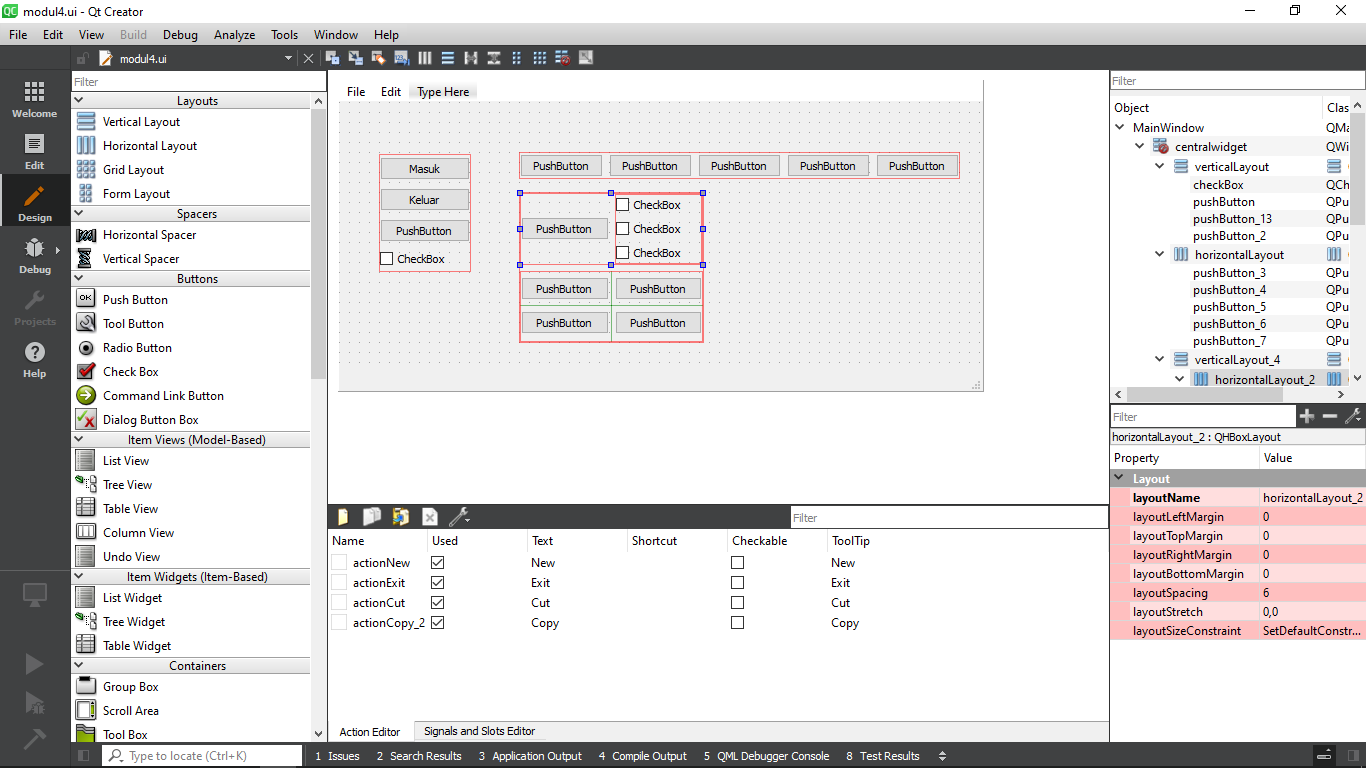 QC modul4.ui - Qt Creator
File Edit View Build Debug Analyze Tools Window Help
modul4.ui
Welcome
Edit
Design
Debug
Projects
Help
Filter
Layouts
Vertical Layout
Horizontal Layout
Grid Layout
Form Layout
Spacers
Horizontal Spacer
Vertical Spacer
Buttons
OK Push Button
Tool Button
Radio Button
Check Box
Command Link Button
Dialog Button Box
Item Views (Model-Based)
List View
Tree View
Table View
Column View
Undo View
Item Widgets (Item-Based)
List Widget
Tree Widget
Table Widget
Containers
Group Box
Scroll Area
Tool Box
File Edit Type Here
Masuk
Keluar
PushButton
CheckBox
PushButton PushButton PushButton PushButton PushButton
PushButton
CheckBox
CheckBox
CheckBox
PushButton PushButton
PushButton PushButton
Filter
Name Used Text Shortcut Checkable ToolTip
actionNew New New
actionExit Exit Exit
actionCut Cut Cut
actionCopy_2 Copy Copy
Action Editor Signals and Slots Editor
Filter
Object Clas
MainWindow QMa
centralwidget QWi
verticalLayout
checkBox QCh
pushButton QPu
pushButton_13 QPu
pushButton_2 QPu
horizontalLayout
pushButton_3 QPu
pushButton_4 QPu
pushButton_5 QPu
pushButton_6 QPu
pushButton_7 QPu
verticalLayout_4
horizontalLayout_2
Filter
horizontalLayout_2 : QHBoxLayout
Property Value
Layout
layoutName horizontalLayout_2
layoutLeftMargin 0
layoutTopMargin 0
layoutRightMargin 0
layoutBottomMargin 0
layoutSpacing 6
layoutStretch 0,0
layoutSizeConstraint SetDefaultConstr...
Type to locate (Ctrl+K) 1 Issues 2 Search Results 3 Application Output 4 Compile Output 5 QML Debugger Console 8 Test Results